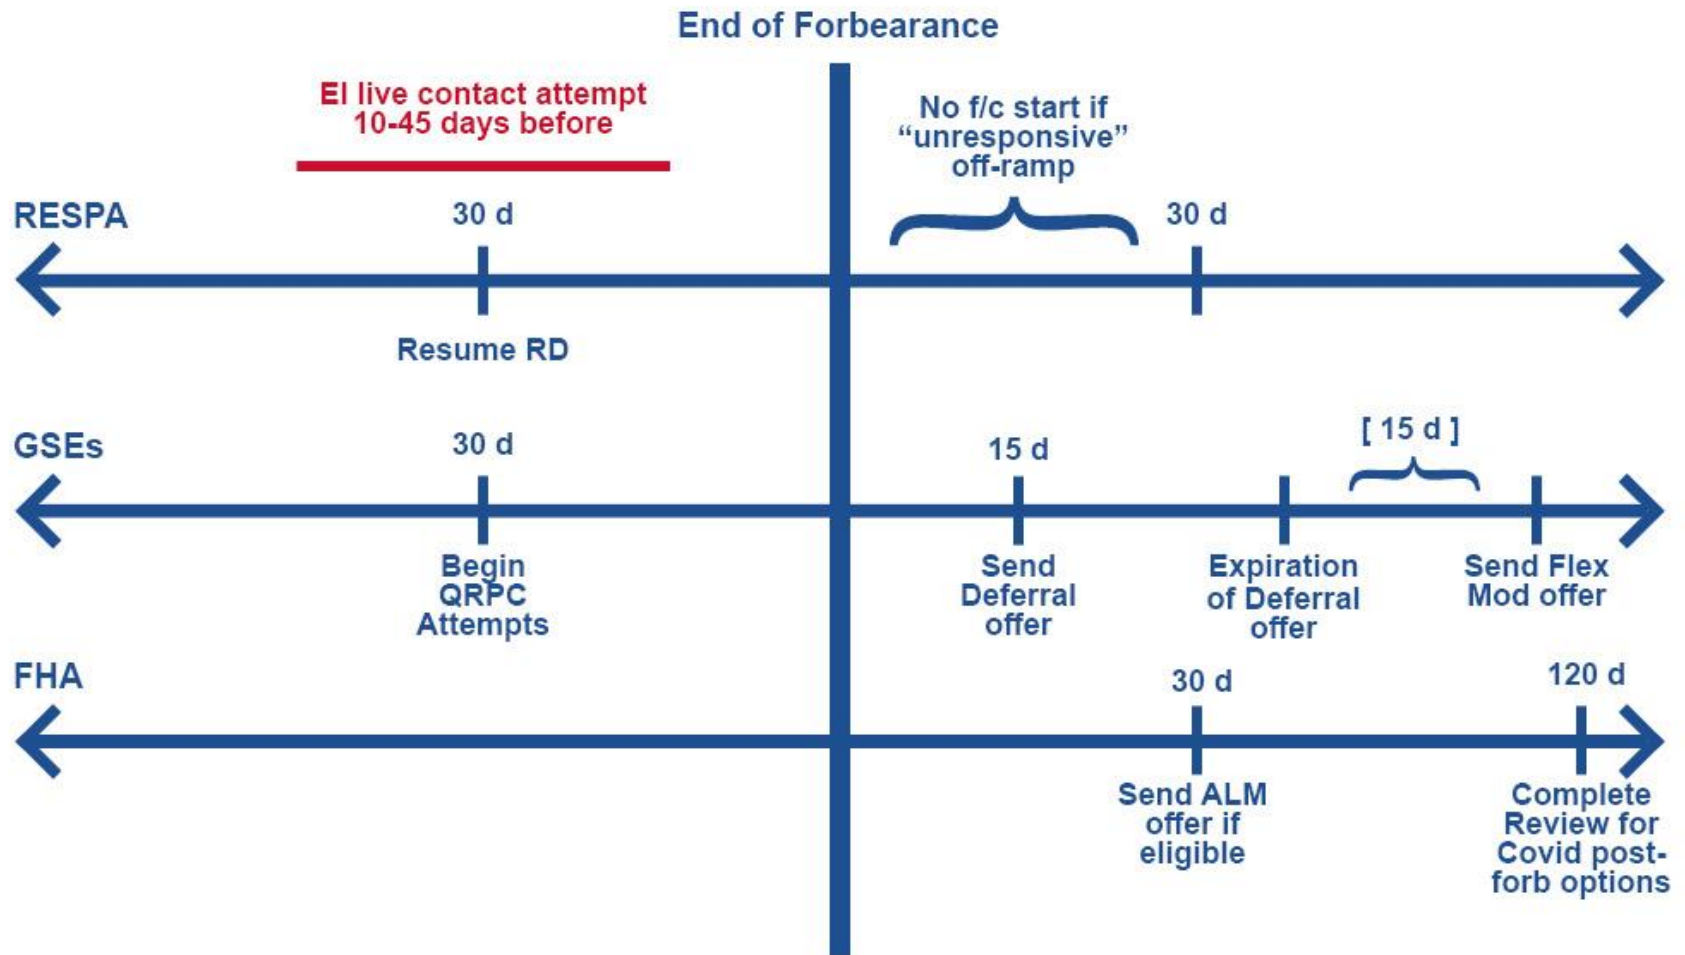 End of Forbearance
EI live contact attempt
10-45 days before
No f/c start if
“unresponsive”
off-ramp
RESPA
30 d
30 d
Resume RD
GSEs
30 d
15 d
[ 15 d ]
Begin
QRPC
Attempts
Send
Deferral
offer
Expiration
of Deferral
offer
Send Flex
Mod offer
FHA
30 d
120 d
Send ALM
offer if
eligible
Complete
Review for
Covid post-
forb options